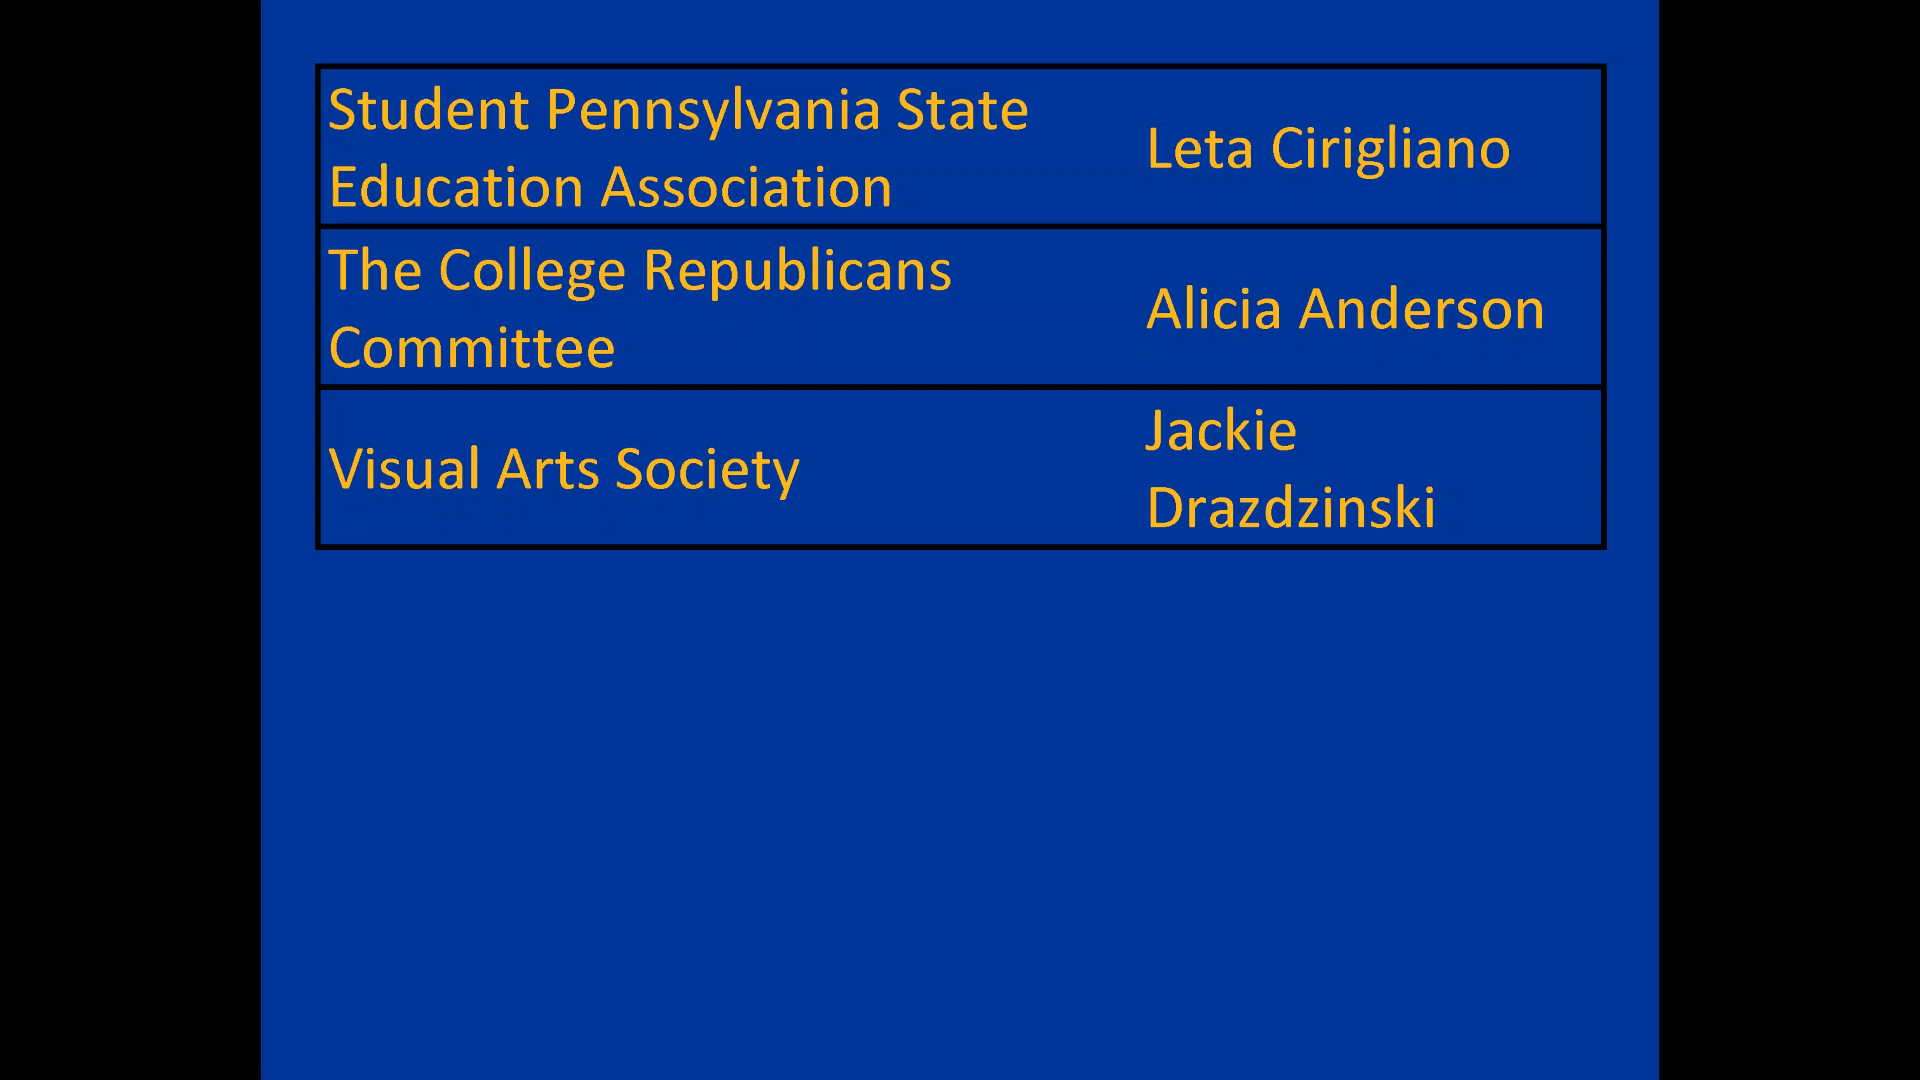 Student Pennsylvania State
Education Association
Leta Cirigliano
The College Republicans
Committee
Alicia Anderson
Visual Arts Society
Jackie
Drazdzinski